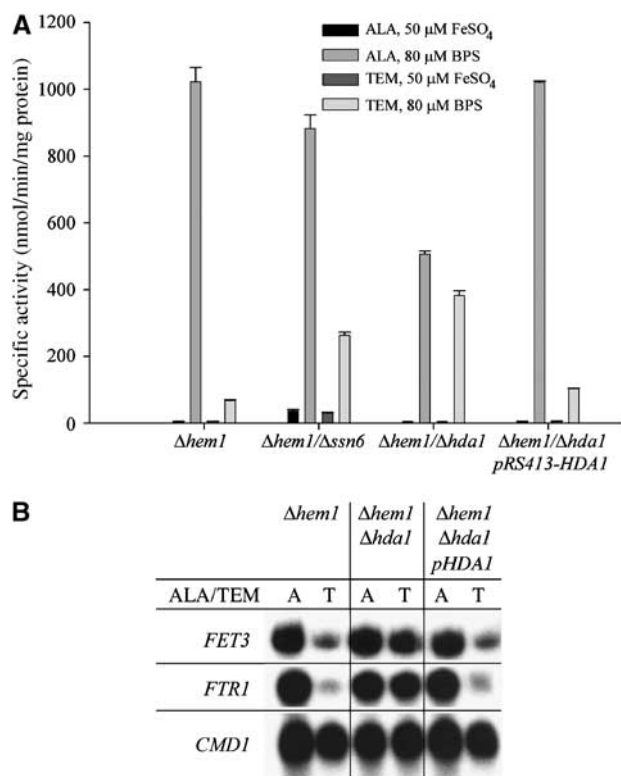 A
ALA, 50 μM FeSO₄
ALA, 80 μM BPS
TEM, 50 μM FeSO₄
TEM, 80 μM BPS
Specific activity (nmol/min/mg protein)
1200
1000
800
600
400
200
0
Δhem1
Δhem1/Δssn6
Δhem1/Δhda1
Δhem1/Δhda1
pRS413-HDA1
B
Δhem1
Δhem1
Δhda1
Δhem1
Δhda1
pHDA1
ALA/TEM A T A T A T
FET3
FTR1
CMD1